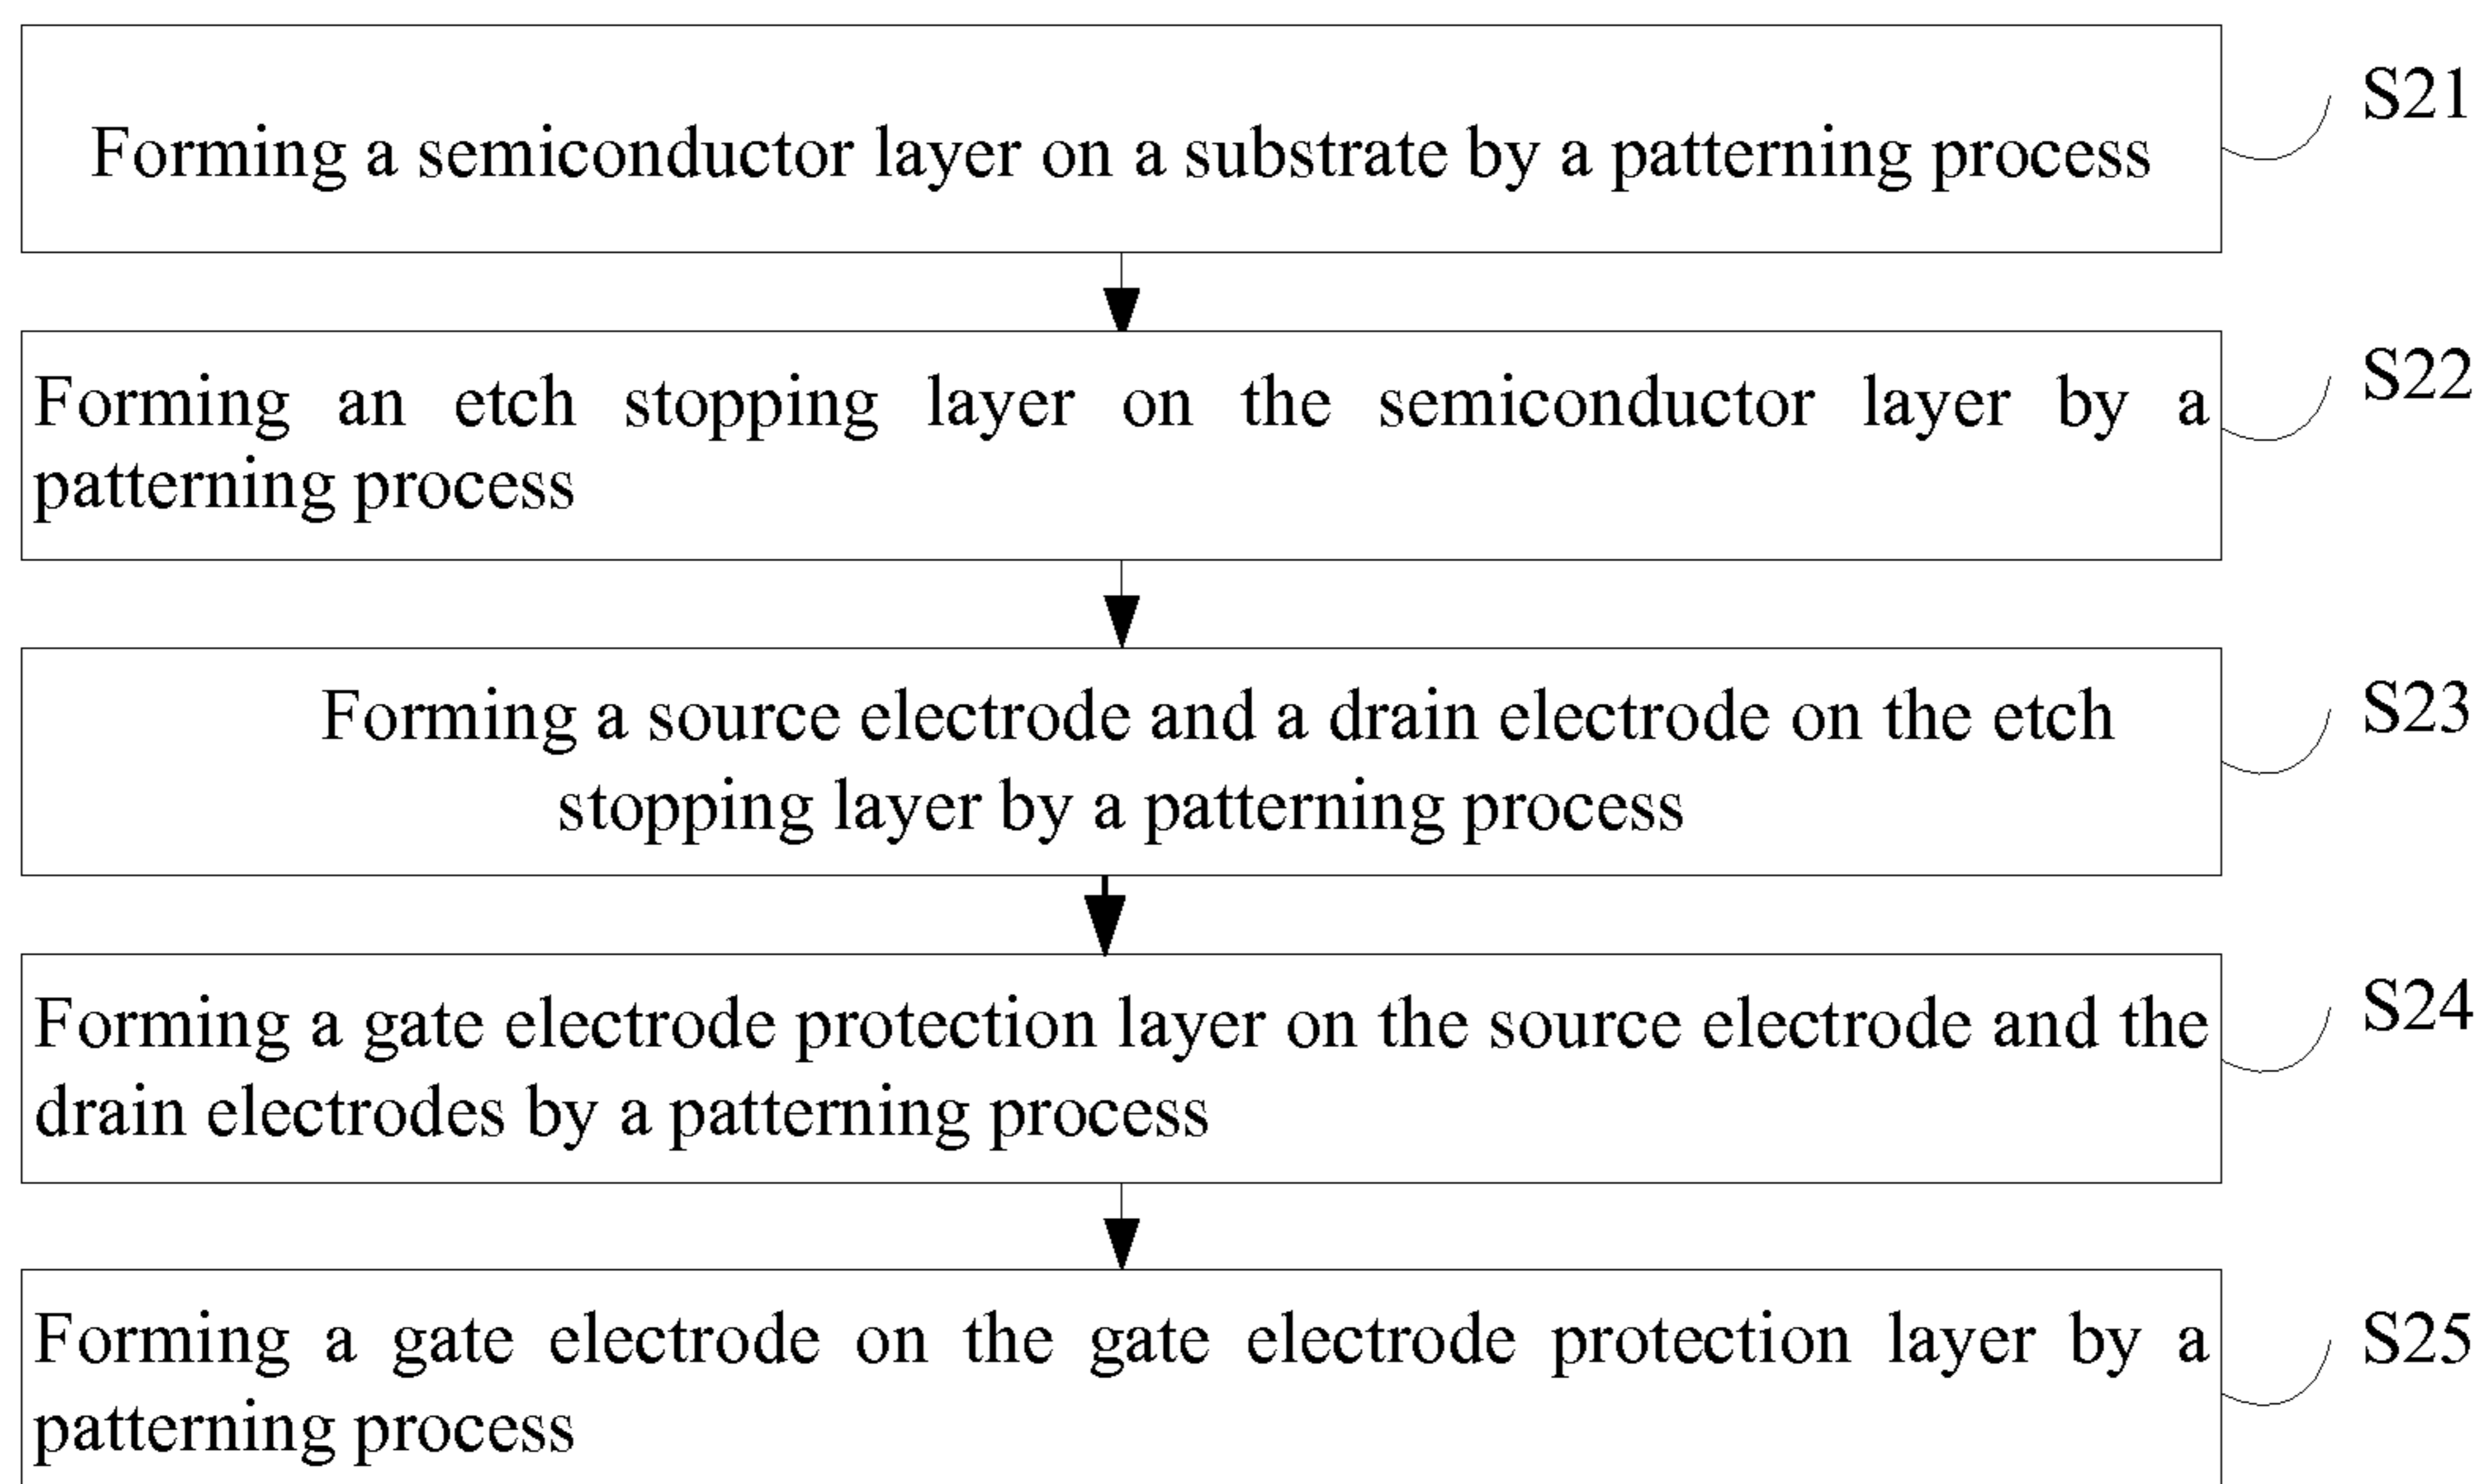 Forming a semiconductor layer on a substrate by a patterning process
S21
Forming an etch stopping layer on the semiconductor layer by a
patterning process
S22
Forming a source electrode and a drain electrode on the etch
stopping layer by a patterning process
S23
Forming a gate electrode protection layer on the source electrode and the
drain electrodes by a patterning process
S24
Forming a gate electrode on the gate electrode protection layer by a
patterning process
S25